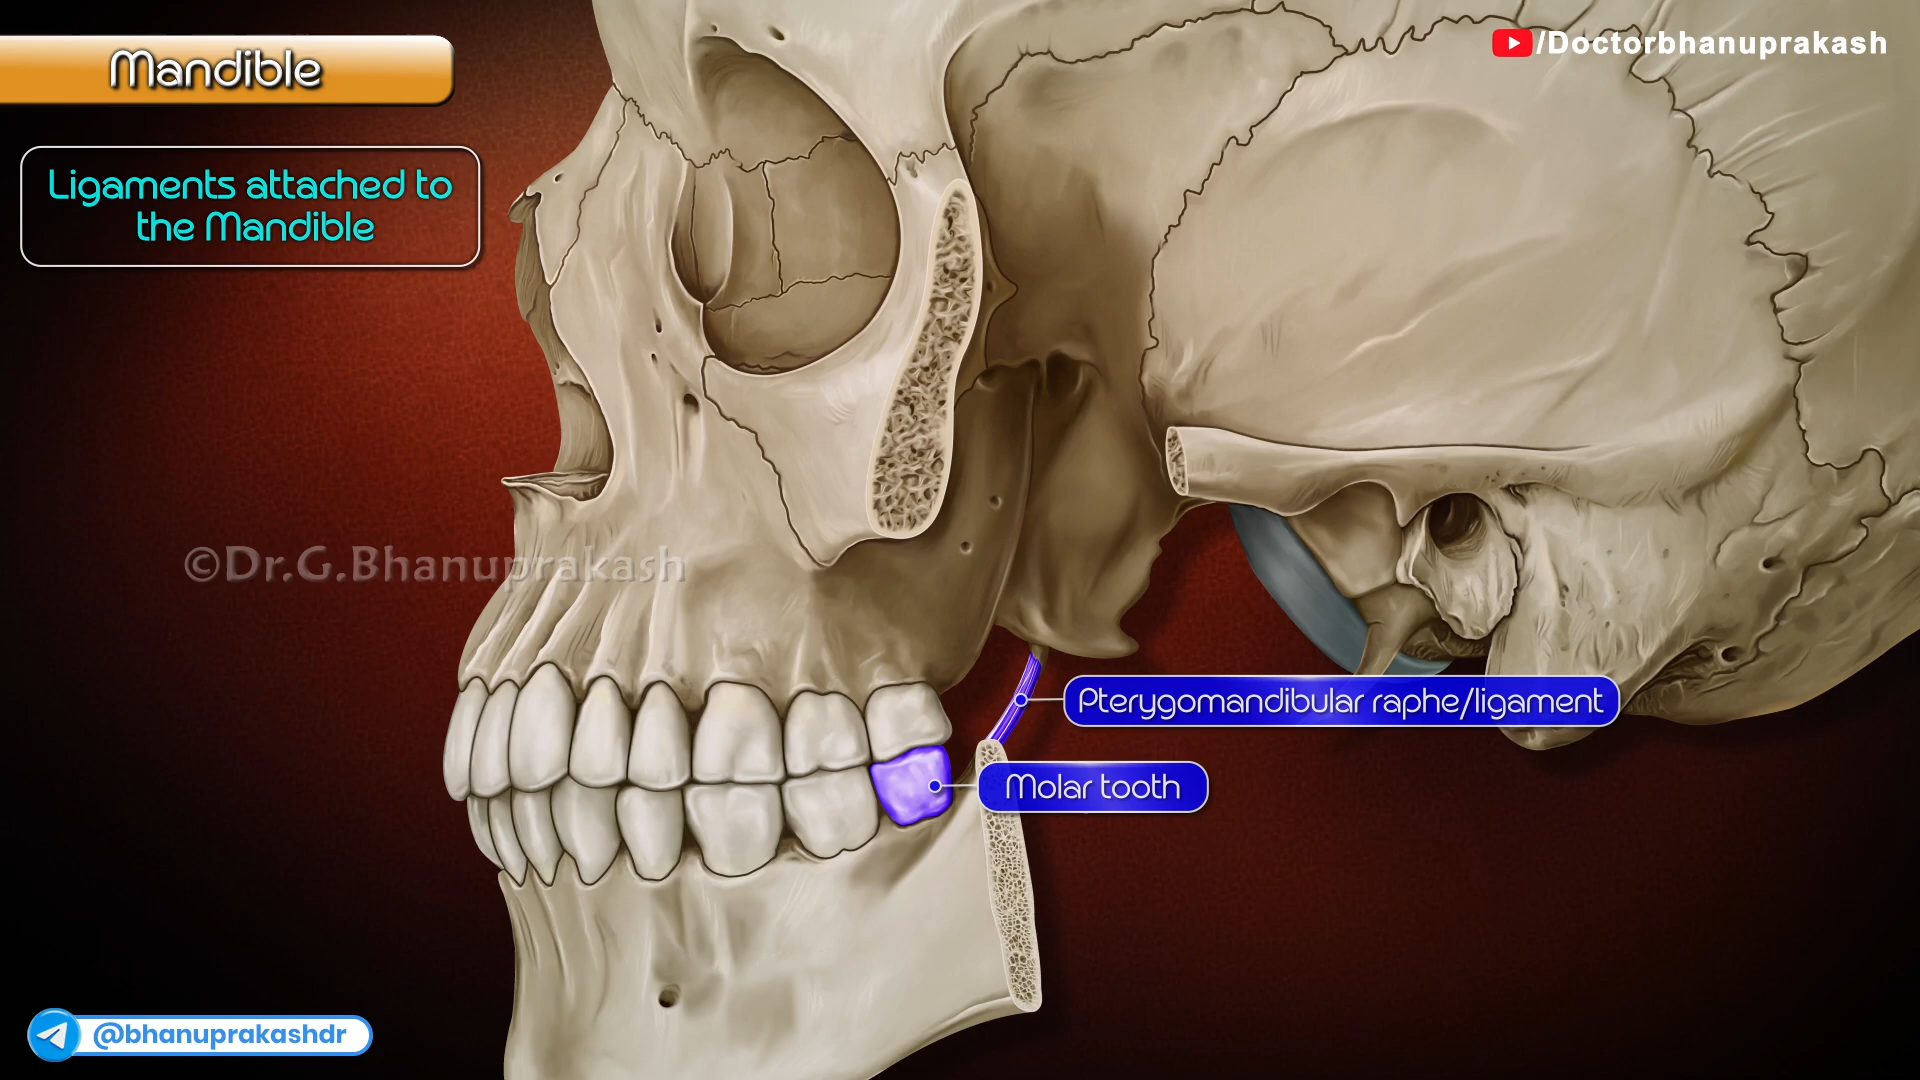 Mandible
/Doctorbhanuprakash
Ligaments attached to
the Mandible
©Dr.G.Bhanuprakash
Pterygomandibular raphe/ligament
Molar tooth
@bhanuprakashdr